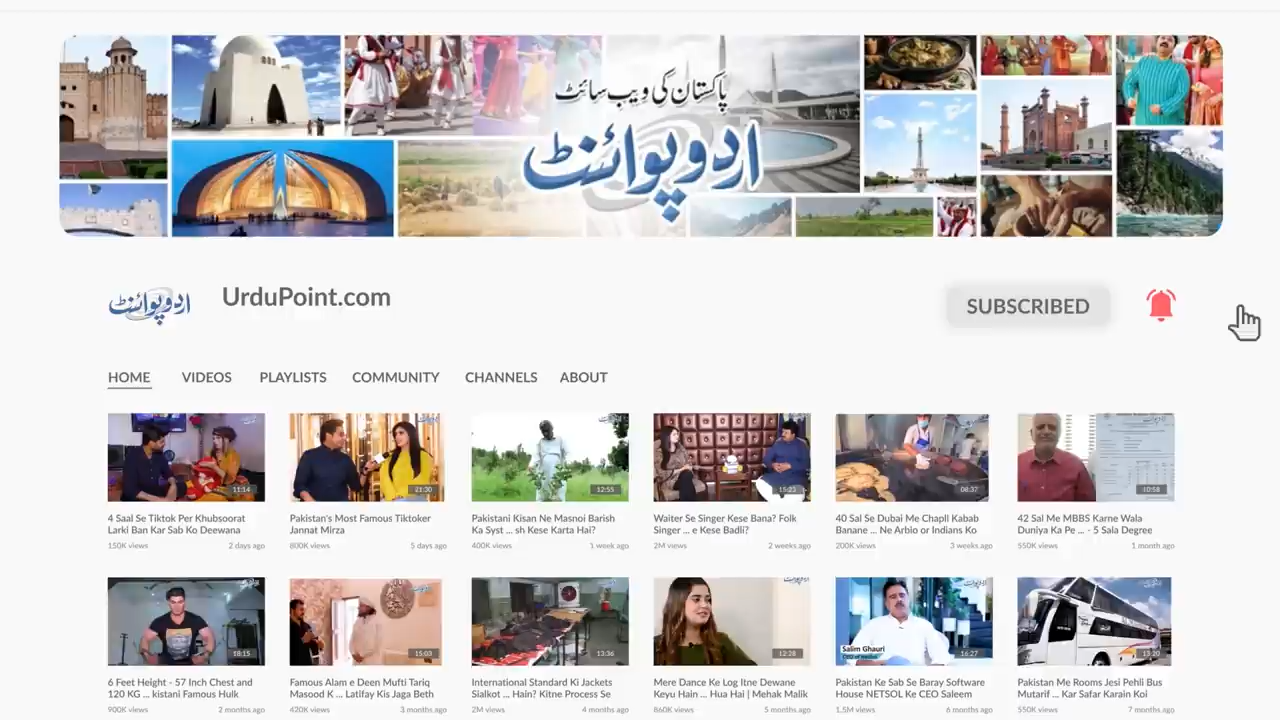 پاکستان کی ویب سائٹ
اردو پوائنٹ
اردو پوائنٹ
UrduPoint.com
SUBSCRIBED
HOME VIDEOS PLAYLISTS COMMUNITY CHANNELS ABOUT
11:14
21:30
12:55
15:23
08:37
10:58
4 Saal Se Tiktok Per Khubsoorat
Larki Ban Kar Sab Ko Deewana
150K views 2 days ago
Pakistan's Most Famous Tiktoker
Jannat Mirza
800K views 5 days ago
Pakistani Kisan Ne Masnoi Barish
Ka Syst ... sh Kese Karta Hai?
400K views 1 week ago
Waiter Se Singer Kese Bana? Folk
Singer ... e Kese Badli?
2M views 2 weeks ago
40 Sal Se Dubai Me Chapli Kabab
Banane ... Ne Arbio or Indians Ko
200K views 3 weeks ago
42 Sal Me MBBS Karne Wala
Duniya Ka Pe ... - 5 Sala Degree
550K views 1 month ago
18:15
15:03
13:36
12:28
Salim Ghauri
CEO of Netsol
16:27
13:20
6 Feet Height - 57 Inch Chest and
120 KG ... kistani Famous Hulk
900K views 2 months ago
Famous Alam e Deen Mufti Tariq
Masood K ... Latifay Kis Jaga Beth
420K views 3 months ago
International Standard Ki Jackets
Sialkot ... Hain? Kitne Process Se
2M views 4 months ago
Mere Dance Ke Log Itne Dewane
Keyu Hain ... Hua Hai | Mehak Malik
860K views 5 months ago
Pakistan Ke Sab Se Baray Software
House NETSOL Ke CEO Saleem
1.5M views 6 months ago
Pakistan Me Rooms Jesi Pehli Bus
Mutarif ... Kar Safar Karain Koi
550K views 7 months ago